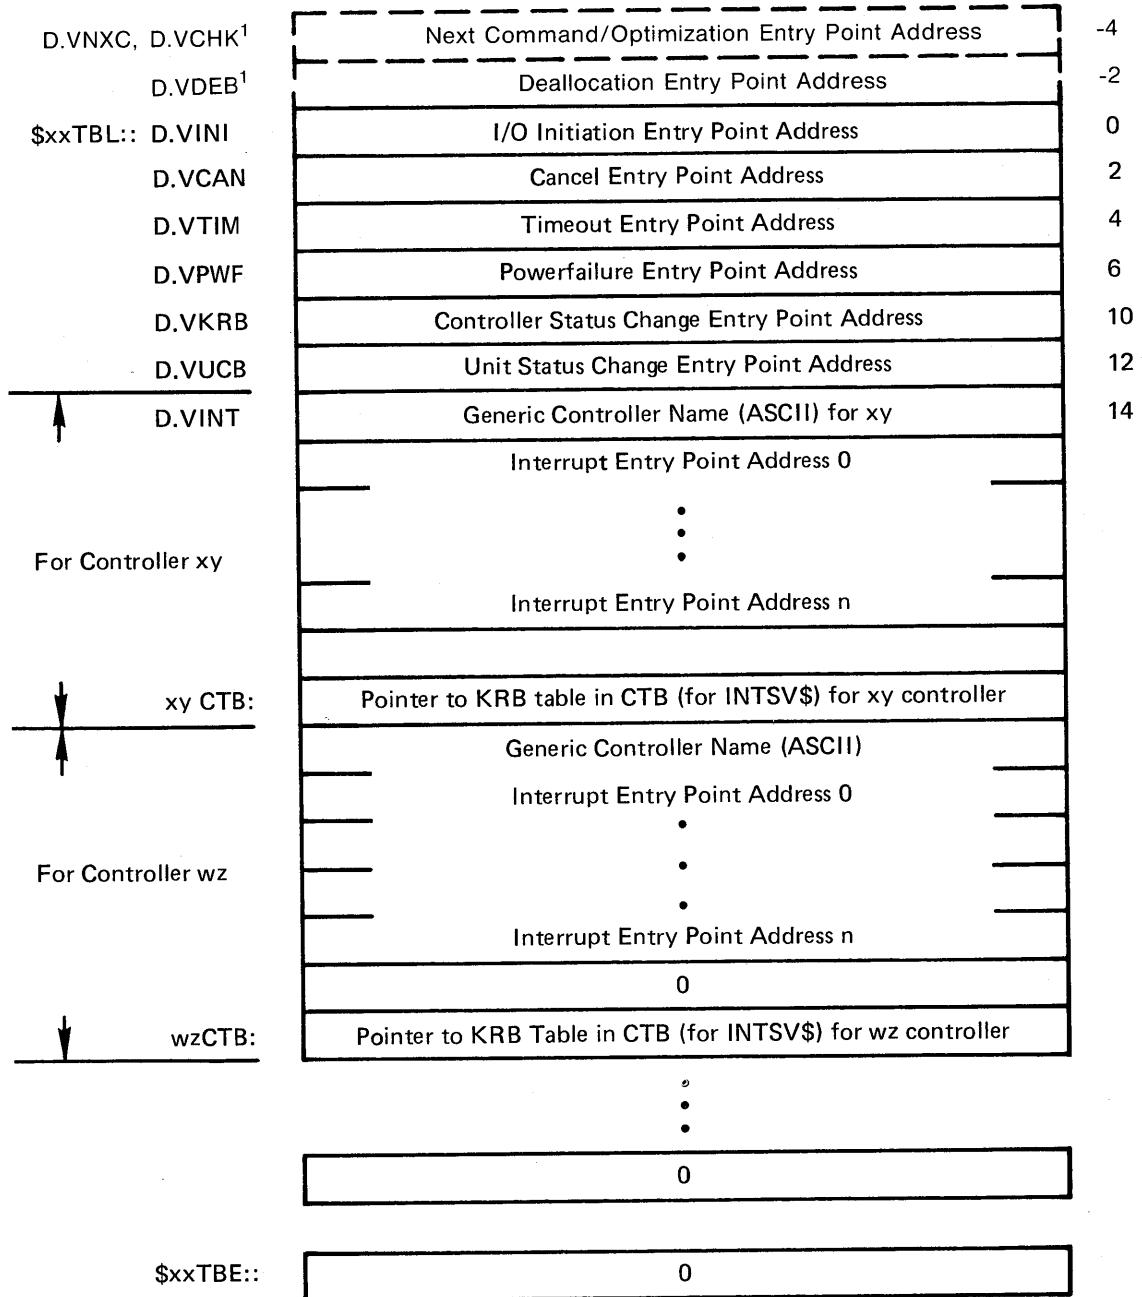 D.VNXC, D.VCHK¹ Next Command/Optimization Entry Point Address -4
D.VDEB¹ Deallocation Entry Point Address -2
$xxTBL:: D.VINI I/O Initiation Entry Point Address 0
D.VCAN Cancel Entry Point Address 2
D.VTIM Timeout Entry Point Address 4
D.VPWF Powerfailure Entry Point Address 6
D.VKRB Controller Status Change Entry Point Address 10
D.VUCB Unit Status Change Entry Point Address 12
D.VINT Generic Controller Name (ASCII) for xy 14
Interrupt Entry Point Address 0
For Controller xy
Interrupt Entry Point Address n
xy CTB: Pointer to KRB table in CTB (for INTSV$) for xy controller
Generic Controller Name (ASCII)
Interrupt Entry Point Address 0
For Controller wz
Interrupt Entry Point Address n
0
wzCTB: Pointer to KRB Table in CTB (for INTSV$) for wz controller
0
$xxTBE:: 0